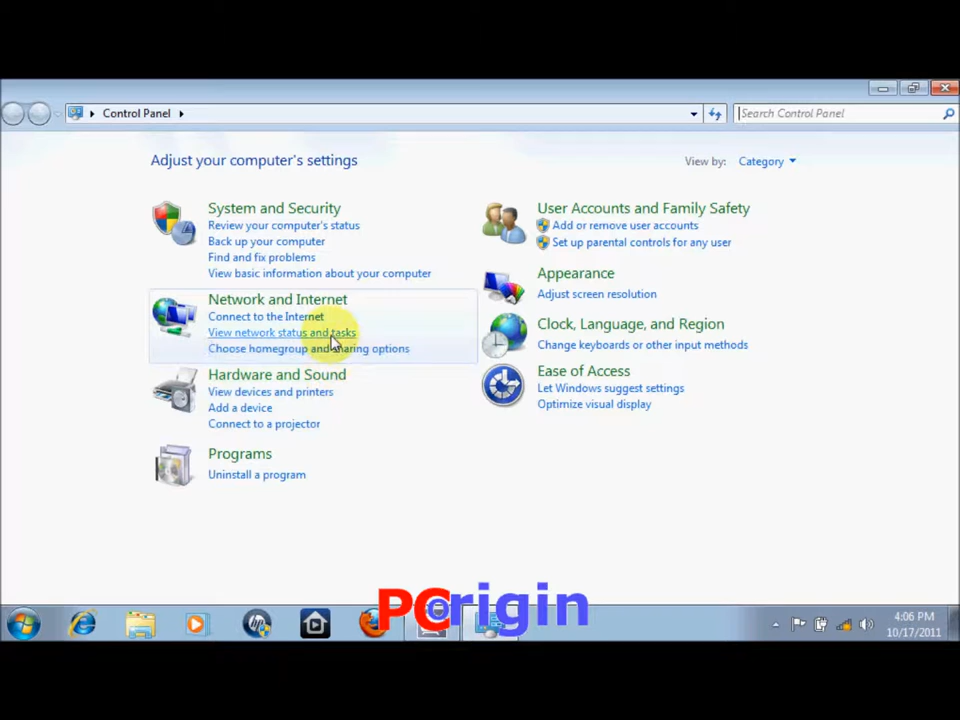 Control Panel
Search Control Panel
Adjust your computer's settings
View by: Category
System and Security
Review your computer's status
Back up your computer
Find and fix problems
View basic information about your computer
Network and Internet
Connect to the Internet
View network status and tasks
Choose homegroup and sharing options
Hardware and Sound
View devices and printers
Add a device
Connect to a projector
Programs
Uninstall a program
User Accounts and Family Safety
Add or remove user accounts
Set up parental controls for any user
Appearance
Adjust screen resolution
Clock, Language, and Region
Change keyboards or other input methods
Ease of Access
Let Windows suggest settings
Optimize visual display
PCorigin
4:06 PM
10/17/2011